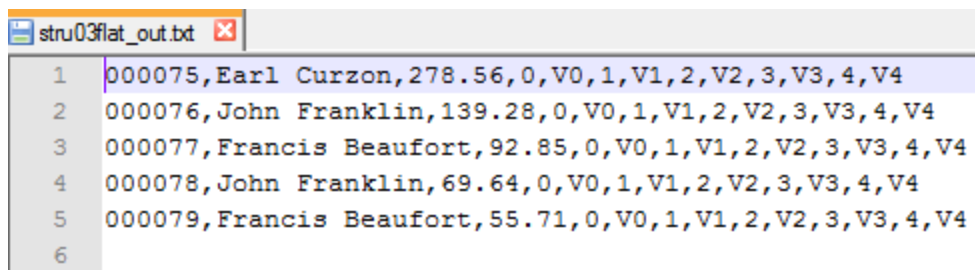 stru03flat_out.txt
1 000075,Earl Curzon,278.56,0,V0,1,V1,2,V2,3,V3,4,V4
2 000076,John Franklin,139.28,0,V0,1,V1,2,V2,3,V3,4,V4
3 000077,Francis Beaufort,92.85,0,V0,1,V1,2,V2,3,V3,4,V4
4 000078,John Franklin,69.64,0,V0,1,V1,2,V2,3,V3,4,V4
5 000079,Francis Beaufort,55.71,0,V0,1,V1,2,V2,3,V3,4,V4
6